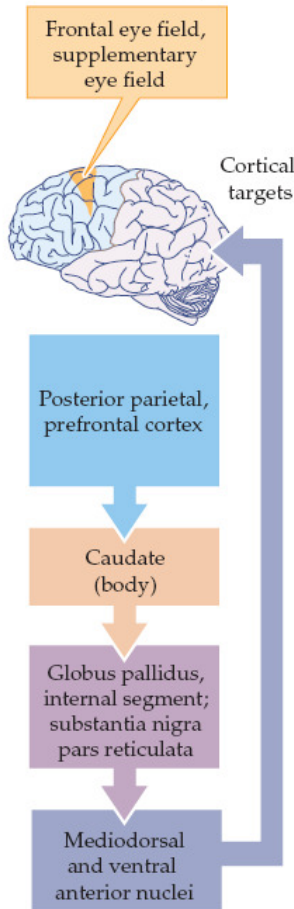 Frontal eye field,
supplementary
eye field
Cortical
targets
Posterior parietal,
prefrontal cortex
Caudate
(body)
Globus pallidus,
internal segment;
substantia nigra
pars reticulata
Mediodorsal
and ventral
anterior nuclei